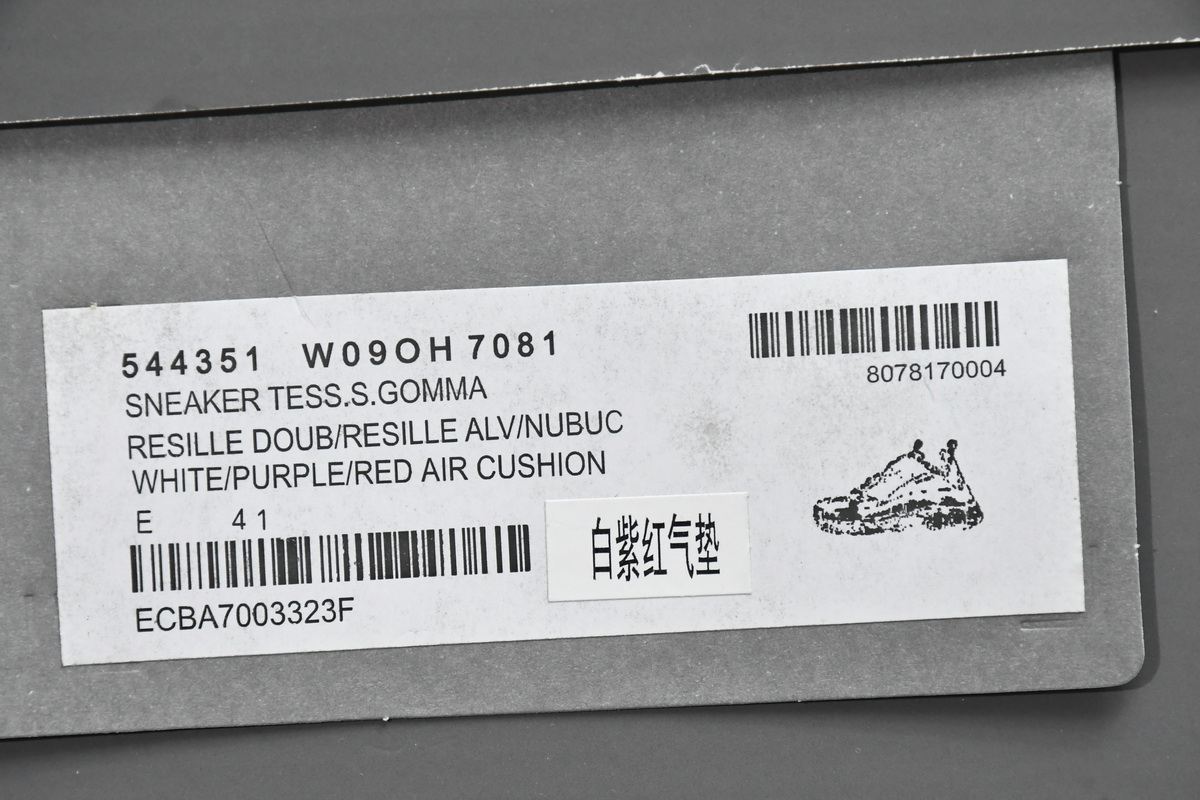 544351 W09OH 7081
SNEAKER TESS.S.GOMMA
RESILLE DOUB/RESILLE ALV/NUBUC
WHITE/PURPLE/RED AIR CUSHION
E 41
ECBA7003323F
白紫红气垫
8078170004